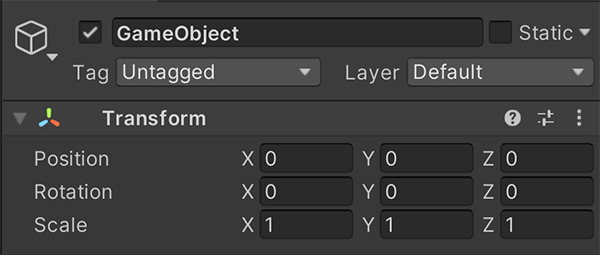 GameObject Static
Tag Untagged Layer Default
Transform
Position X 0 Y 0 Z 0
Rotation X 0 Y 0 Z 0
Scale X 1 Y 1 Z 1